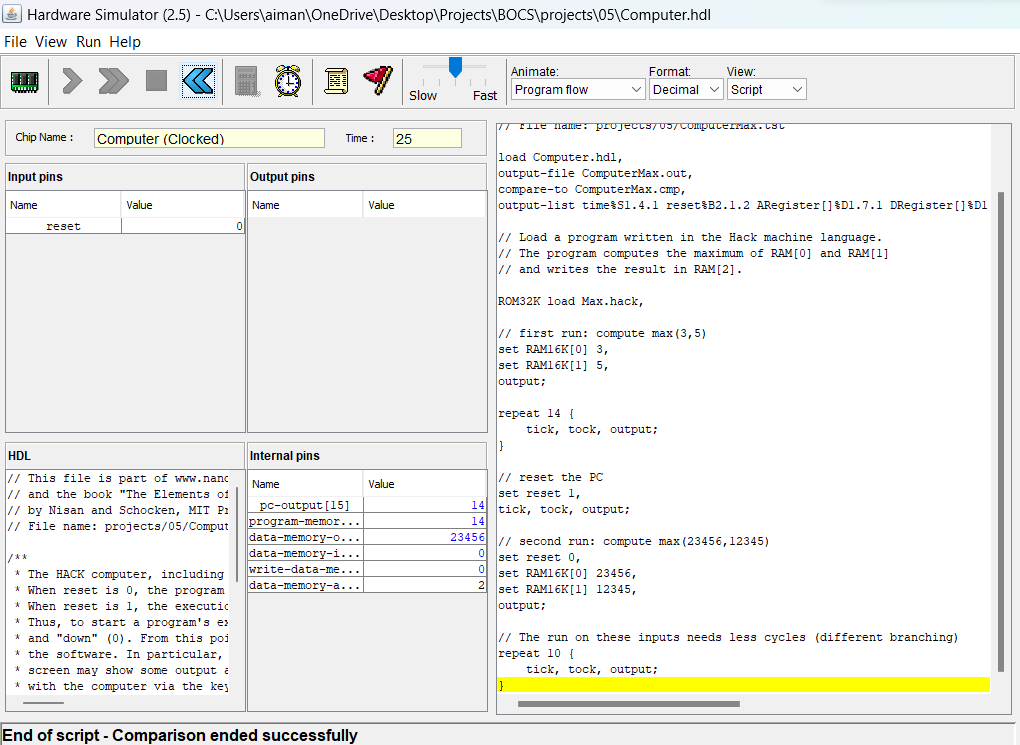 Hardware Simulator (2.5) - C:\Users\aiman\OneDrive\Desktop\Projects\BOCS\projects\05\Computer.hdl
File View Run Help
Slow Fast
Animate: Format: View:
Program flow Decimal Script
Chip Name : Computer (Clocked) Time : 25
Input pins
Name Value
reset 0
Output pins
Name Value
HDL
// This file is part of www.nand
// and the book "The Elements of
// by Nisan and Schocken, MIT Pr
// File name: projects/05/Comput
/**
* The HACK computer, including
* When reset is 0, the program
* When reset is 1, the executio
* Thus, to start a program's ex
* and "down" (0). From this poi
* the software. In particular,
* screen may show some output a
* with the computer via the key
Internal pins
Name Value
pc-output[15] 14
program-memor... 14
data-memory-o... 23456
data-memory-i... 0
write-data-me... 0
data-memory-a... 2
// File name: projects/05/ComputerMax.tst
load Computer.hdl,
output-file ComputerMax.out,
compare-to ComputerMax.cmp,
output-list time%S1.4.1 reset%B2.1.2 ARegister[]%D1.7.1 DRegister[]%D1
// Load a program written in the Hack machine language.
// The program computes the maximum of RAM[0] and RAM[1]
// and writes the result in RAM[2].
ROM32K load Max.hack,
// first run: compute max(3,5)
set RAM16K[0] 3,
set RAM16K[1] 5,
output;
repeat 14 {
tick, tock, output;
}
// reset the PC
set reset 1,
tick, tock, output;
// second run: compute max(23456,12345)
set reset 0,
set RAM16K[0] 23456,
set RAM16K[1] 12345,
output;
// The run on these inputs needs less cycles (different branching)
repeat 10 {
tick, tock, output;
}
End of script - Comparison ended successfully